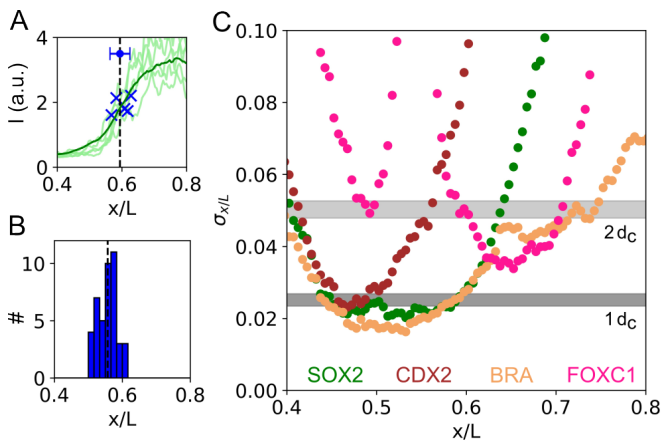 A
I (a.u.)
4
2
0
0.4 0.6 0.8
x/L
B
#
10
5
0
0.4 0.6 0.8
x/L
C
σx/L
0.10
0.08
0.06
0.04
0.02
0.00
2 dC
1 dC
SOX2 CDX2 BRA FOXC1
0.4 0.5 0.6 0.7 0.8
x/L